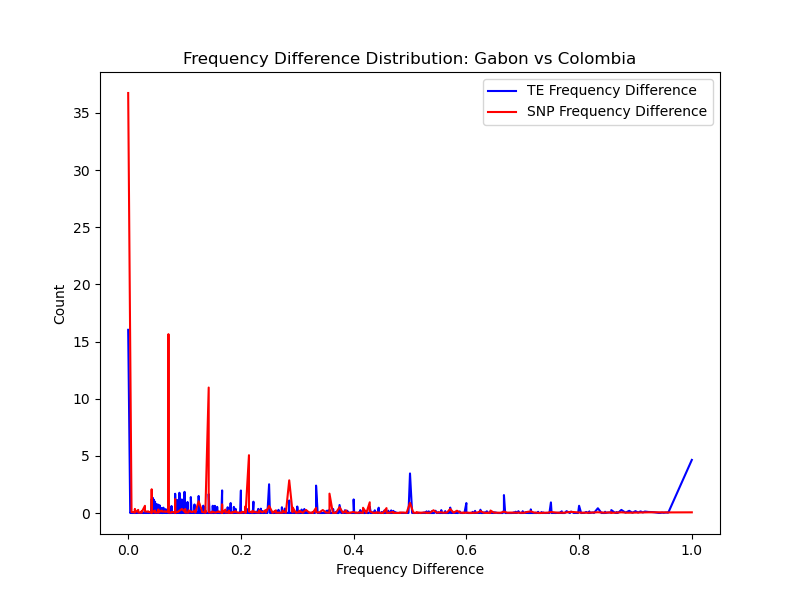 Frequency Difference Distribution: Gabon vs Colombia
TE Frequency Difference
SNP Frequency Difference
35
30
25
20
15
10
5
0
Count
0.0 0.2 0.4 0.6 0.8 1.0
Frequency Difference